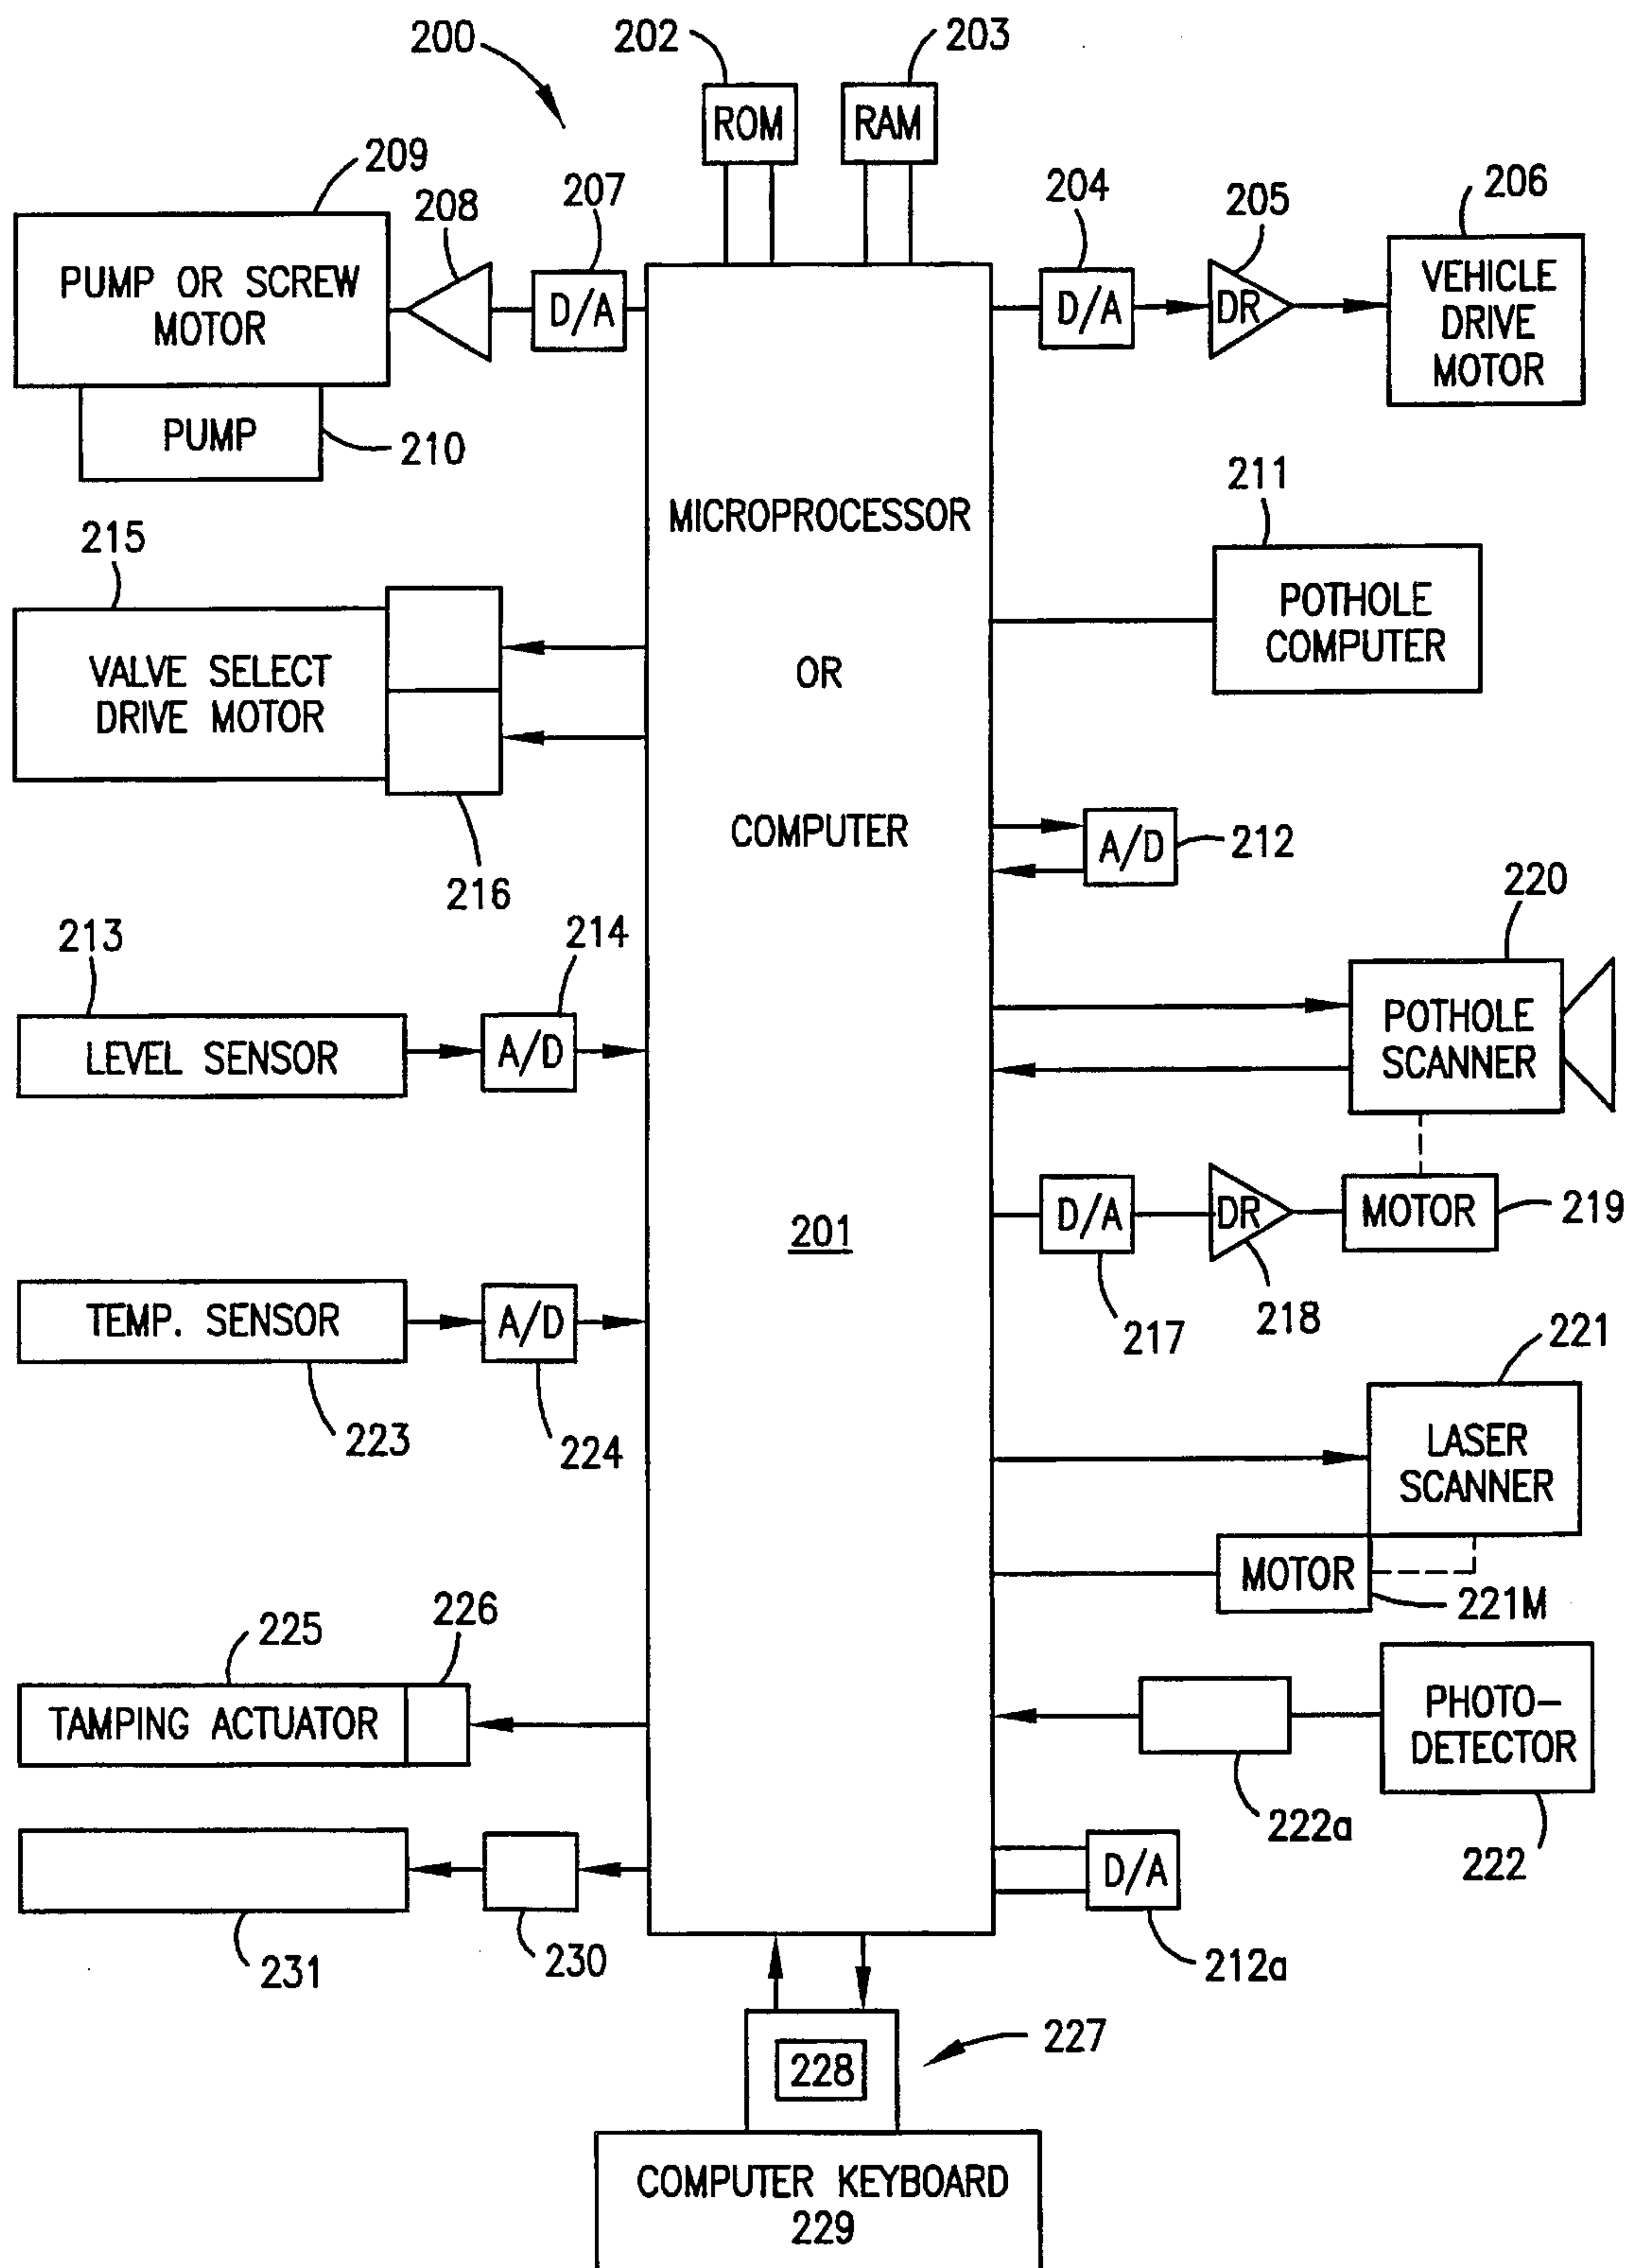 200
202
203
ROM
RAM
209
208
207
204
205
206
PUMP OR SCREW
MOTOR
D/A
D/A
DR
VEHICLE
DRIVE
MOTOR
PUMP
210
MICROPROCESSOR
OR
COMPUTER
201
211
POTHOLE
COMPUTER
215
VALVE SELECT
DRIVE MOTOR
216
A/D
212
213
214
LEVEL SENSOR
A/D
220
POTHOLE
SCANNER
D/A
DR
MOTOR
219
217
218
TEMP. SENSOR
A/D
223
224
221
LASER
SCANNER
MOTOR
221M
225
226
TAMPING ACTUATOR
PHOTO-
DETECTOR
222a
222
231
230
D/A
212a
227
228
COMPUTER KEYBOARD
229